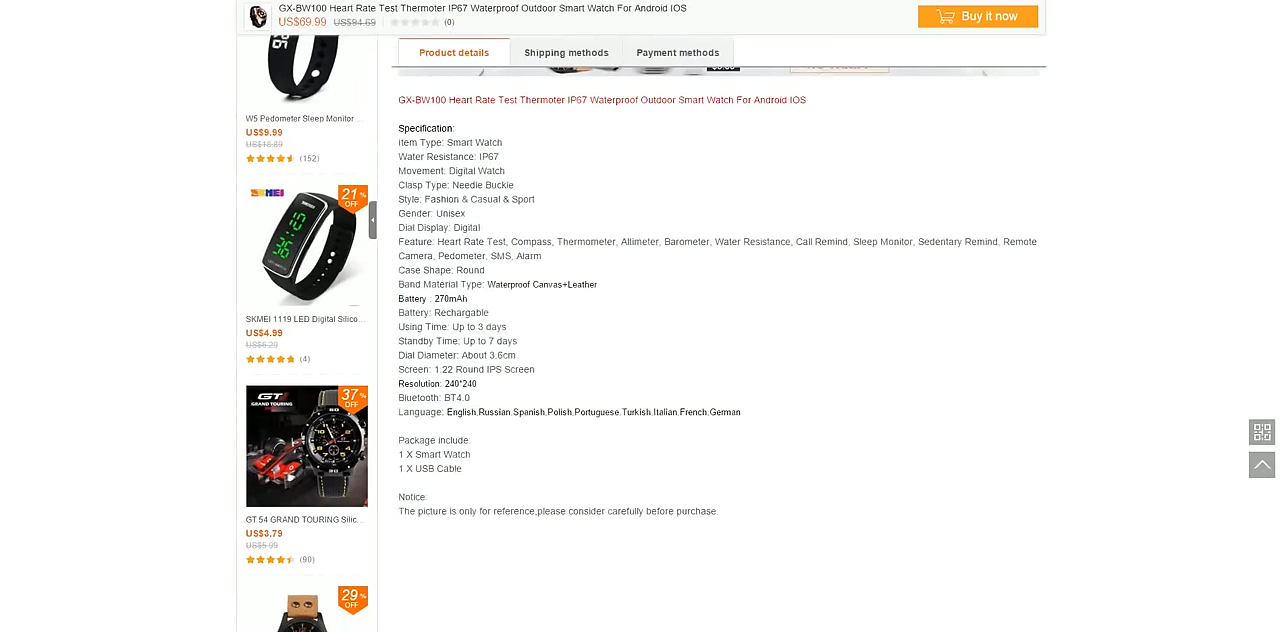 GX-BW100 Heart Rate Test Thermoter IP67 Waterproof Outdoor Smart Watch For Android IOS
US$69.99 US$94.69 (0)
Buy it now
Product details
Shipping methods
Payment methods
W5 Pedometer Sleep Monitor ...
US$9.99
US$18.89
(152)
SKMEI
21%
OFF
SKMEI 1119 LED Digital Silico...
US$4.99
US$6.29
(4)
GT
GRAND TOURING
37%
OFF
GT 54 GRAND TOURING Silic...
US$3.79
US$5.99
(90)
29%
OFF
GX-BW100 Heart Rate Test Thermoter IP67 Waterproof Outdoor Smart Watch For Android IOS
Specification:
Item Type: Smart Watch
Water Resistance: IP67
Movement: Digital Watch
Clasp Type: Needle Buckle
Style: Fashion & Casual & Sport
Gender: Unisex
Dial Display: Digital
Feature: Heart Rate Test, Compass, Thermometer, Altimeter, Barometer, Water Resistance, Call Remind, Sleep Monitor, Sedentary Remind, Remote
Camera, Pedometer, SMS, Alarm
Case Shape: Round
Band Material Type: Waterproof Canvas+Leather
Battery : 270mAh
Battery: Rechargable
Using Time: Up to 3 days
Standby Time: Up to 7 days
Dial Diameter: About 3.6cm
Screen: 1.22 Round IPS Screen
Resolution: 240*240
Bluetooth: BT4.0
Language: English,Russian,Spanish,Polish,Portuguese,Turkish,Italian,French,German
Package include:
1 X Smart Watch
1 X USB Cable
Notice:
The picture is only for reference,please consider carefully before purchase.